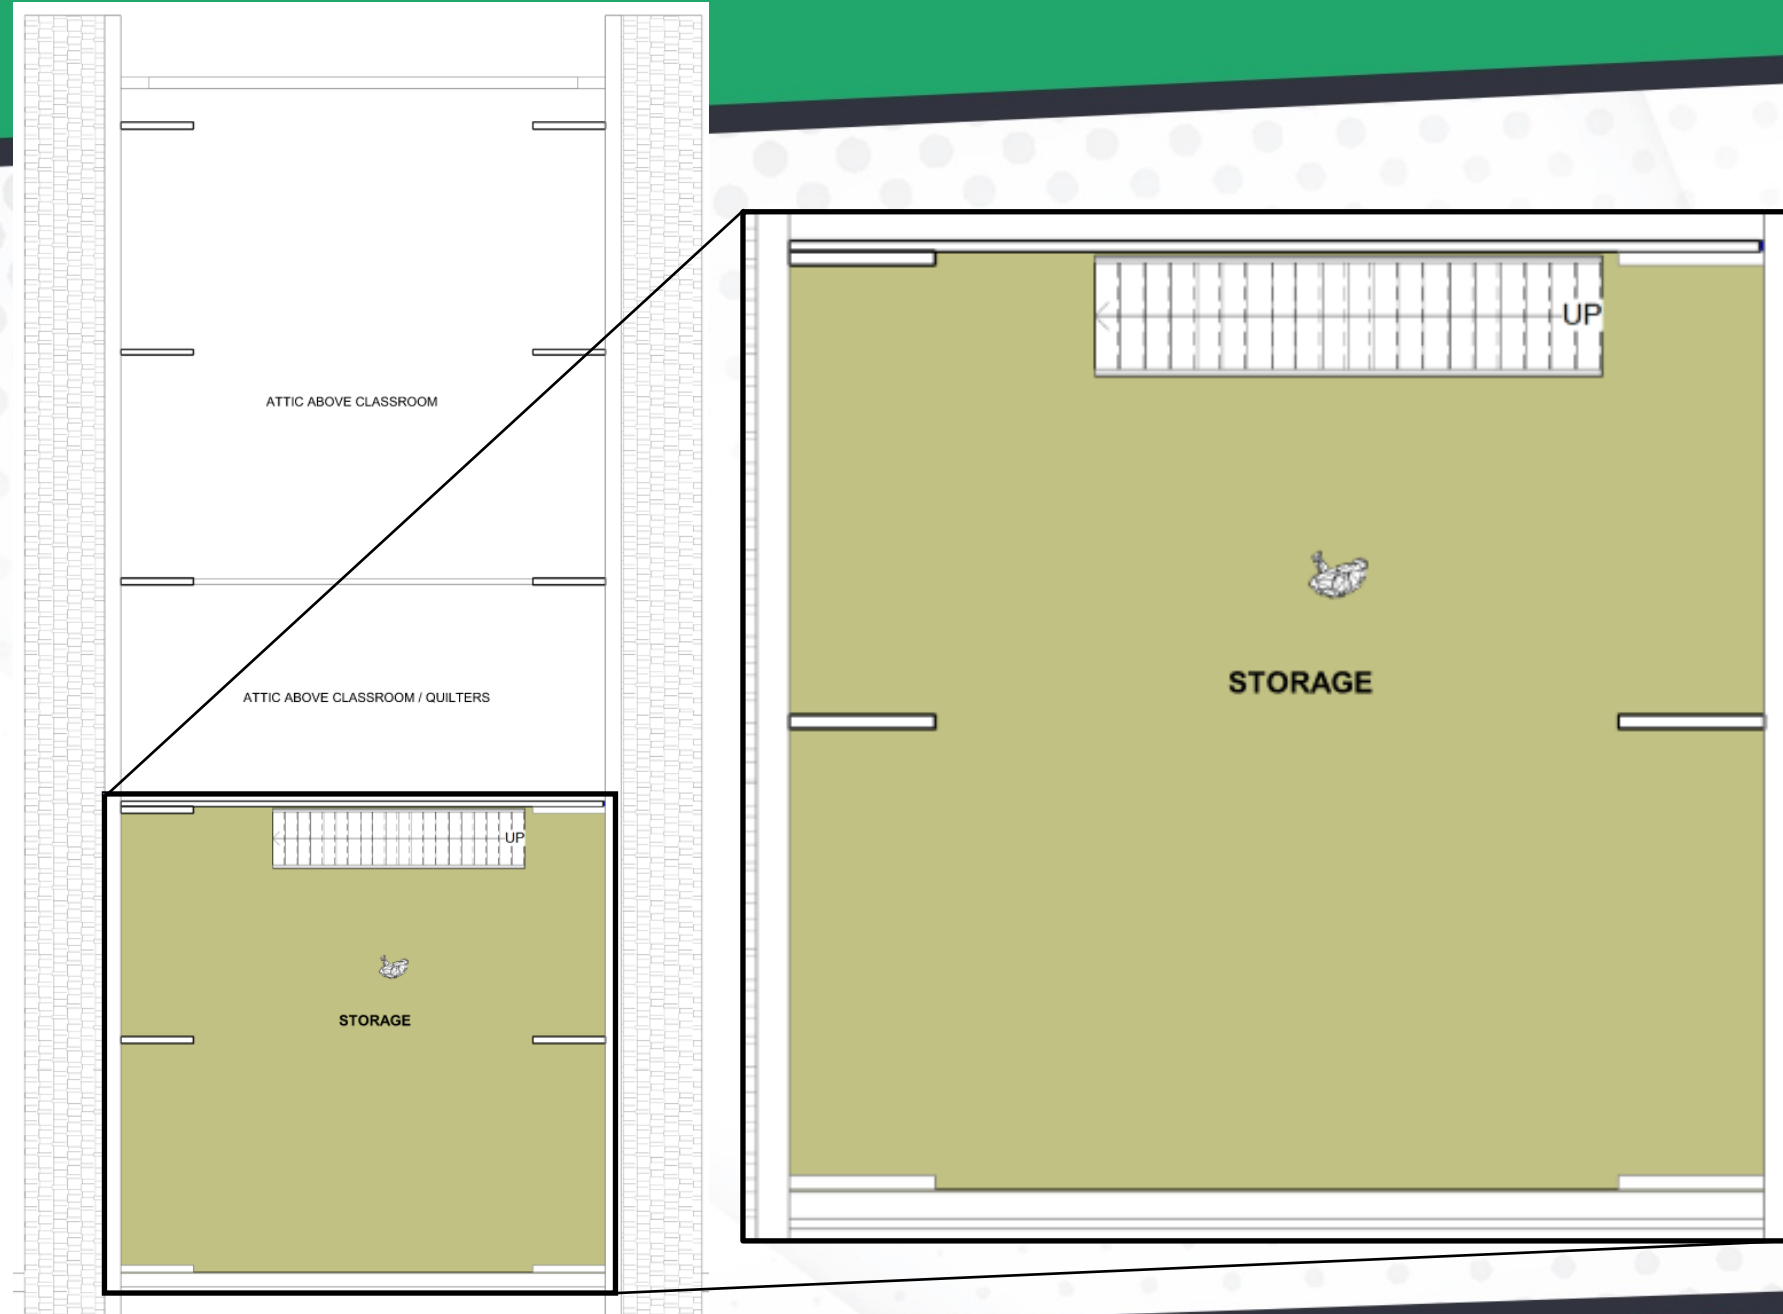 ATTIC ABOVE CLASSROOM
ATTIC ABOVE CLASSROOM / QUILTERS
UP
STORAGE
UP
STORAGE